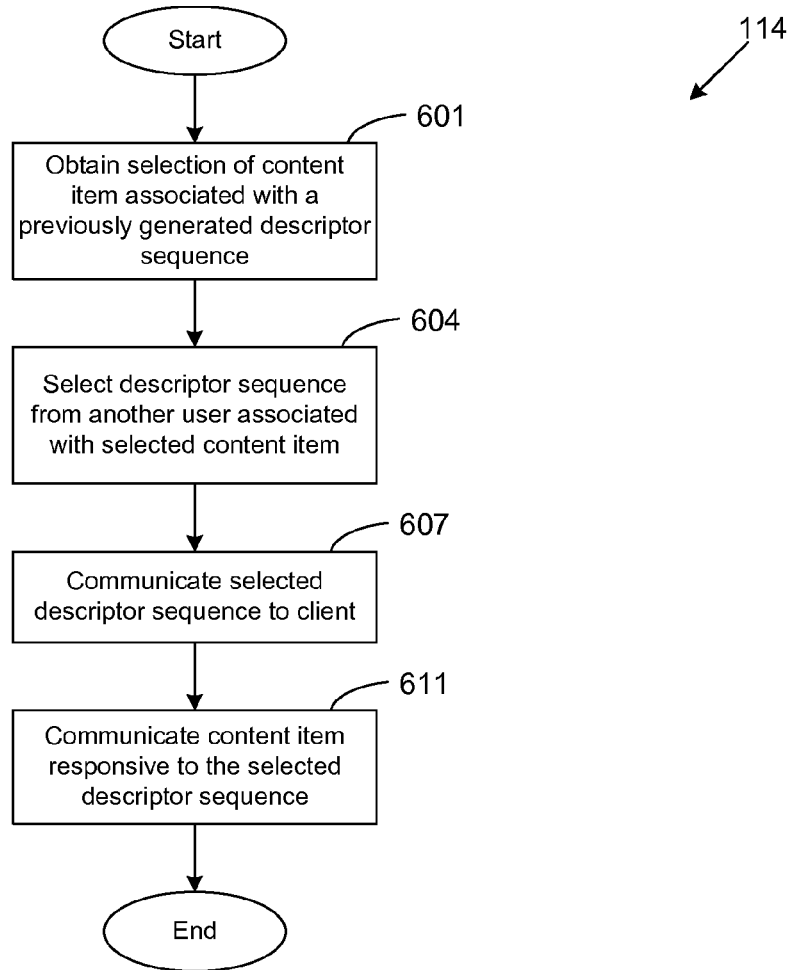 Start
114
601
Obtain selection of content
item associated with a
previously generated descriptor
sequence
604
Select descriptor sequence
from another user associated
with selected content item
607
Communicate selected
descriptor sequence to client
611
Communicate content item
responsive to the selected
descriptor sequence
End